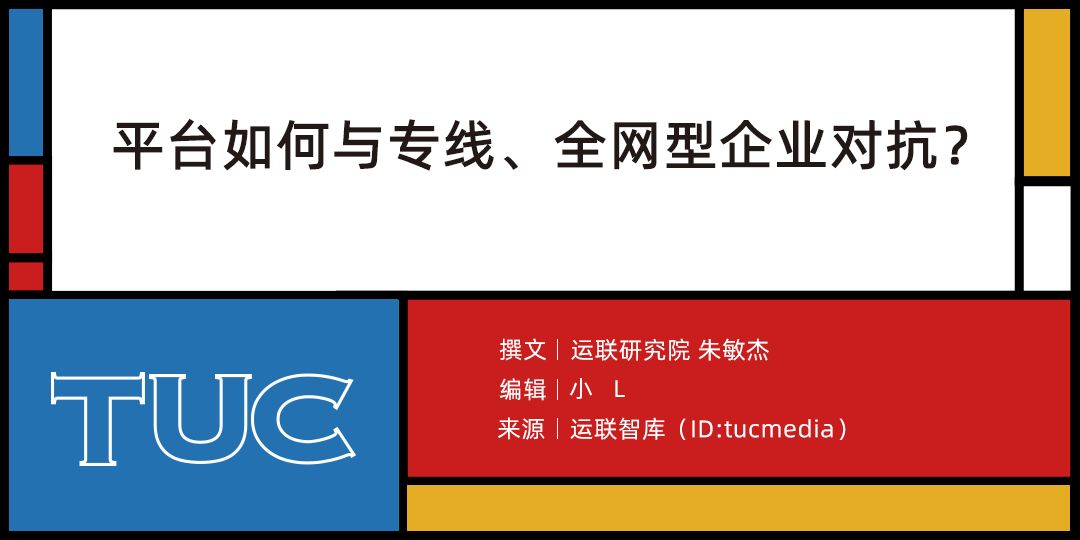 平台如何与专线、全网型企业对抗？
TUC
撰文｜运联研究院 朱敏杰
编辑｜小 L
来源｜运联智库（ID:tucmedia）